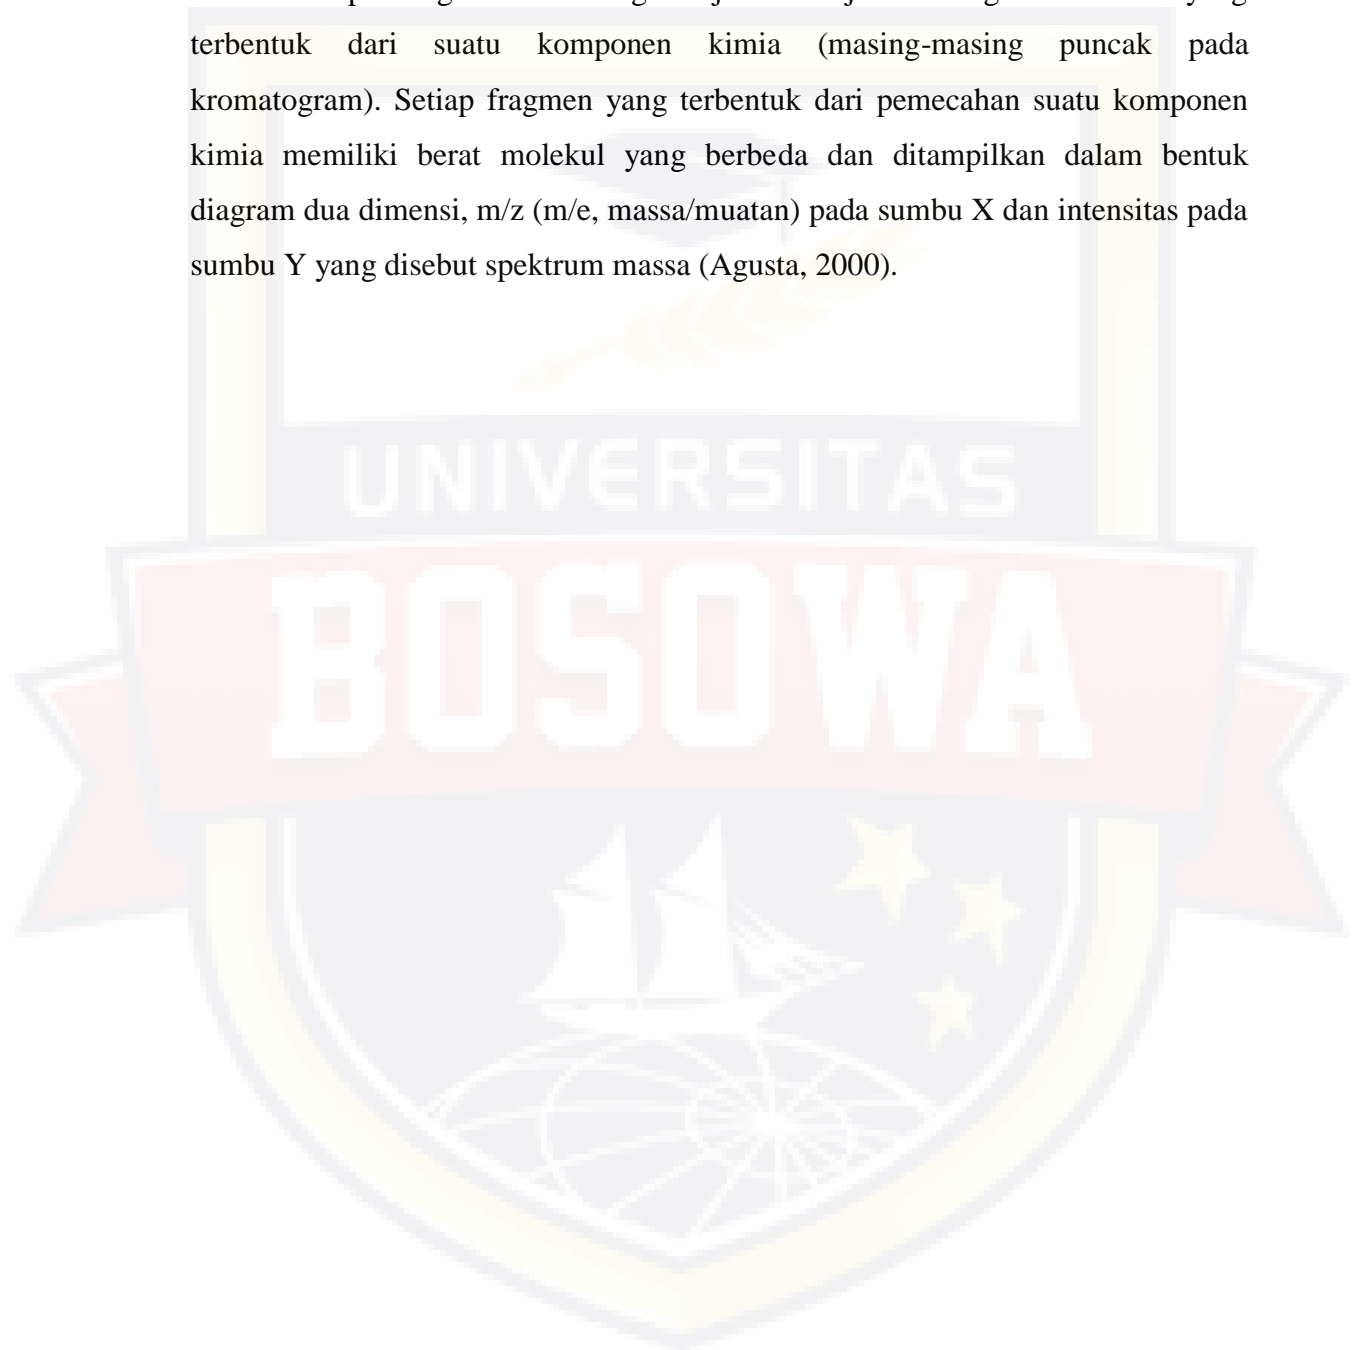 terbentuk dari suatu komponen kimia (masing-masing puncak pada
kromatogram). Setiap fragmen yang terbentuk dari pemecahan suatu komponen
kimia memiliki berat molekul yang berbeda dan ditampilkan dalam bentuk
diagram dua dimensi, m/z (m/e, massa/muatan) pada sumbu X dan intensitas pada
sumbu Y yang disebut spektrum massa (Agusta, 2000).
UNIVERSITAS
BOSOWA